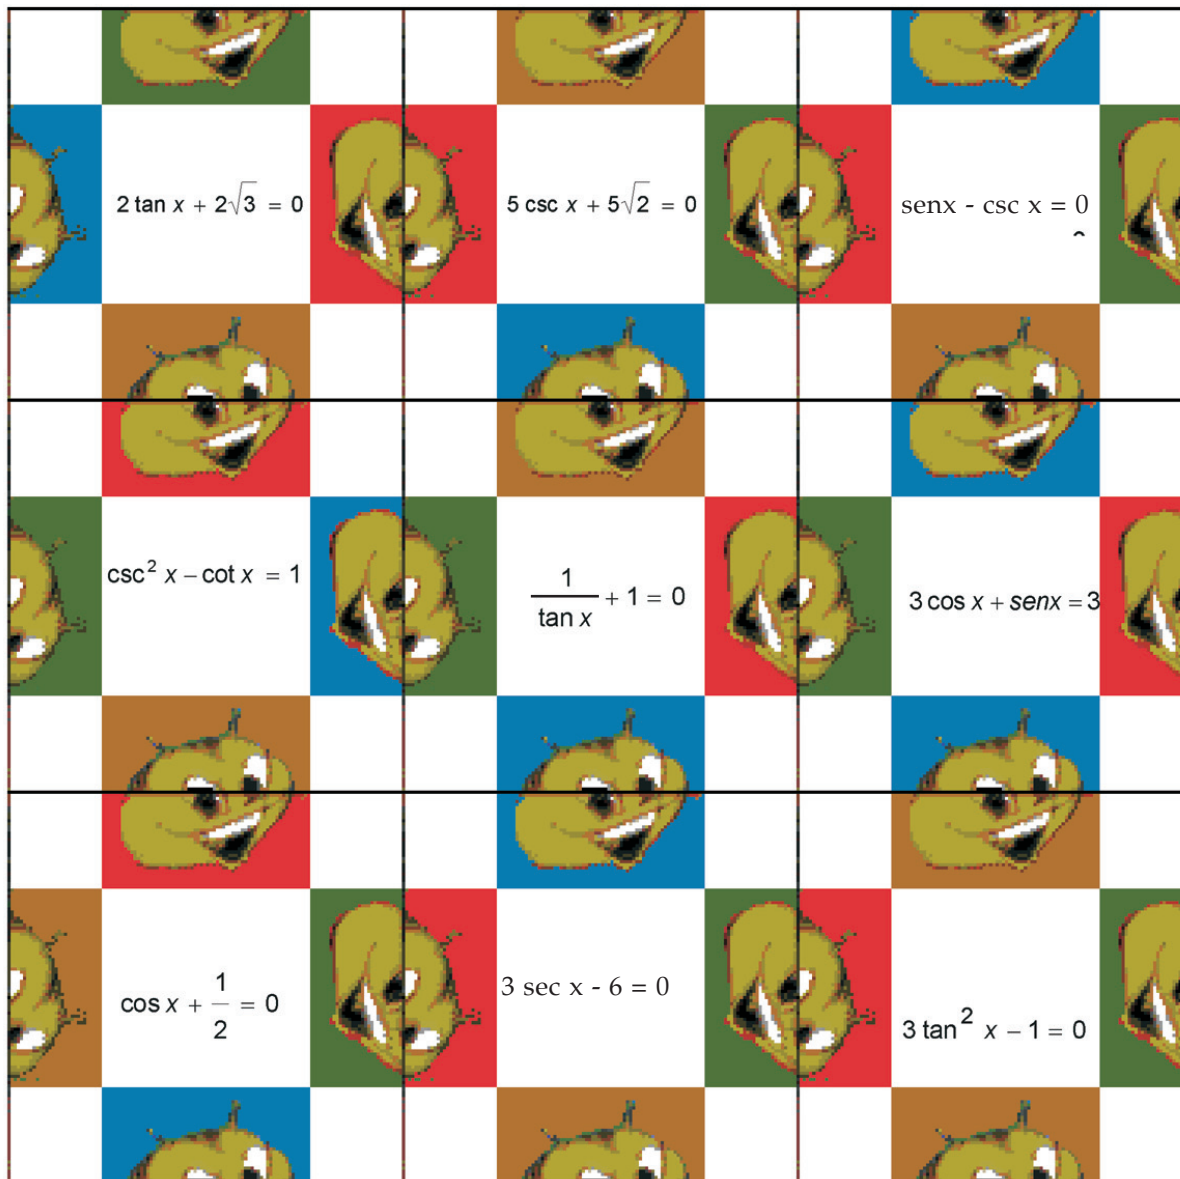 2 tan x + 2√3 = 0
5 csc x + 5√2 = 0
senx - csc x = 0
csc² x − cot x = 1
1/tan x + 1 = 0
3 cos x + senx = 3
cos x + 1/2 = 0
3 sec x - 6 = 0
3 tan² x − 1 = 0